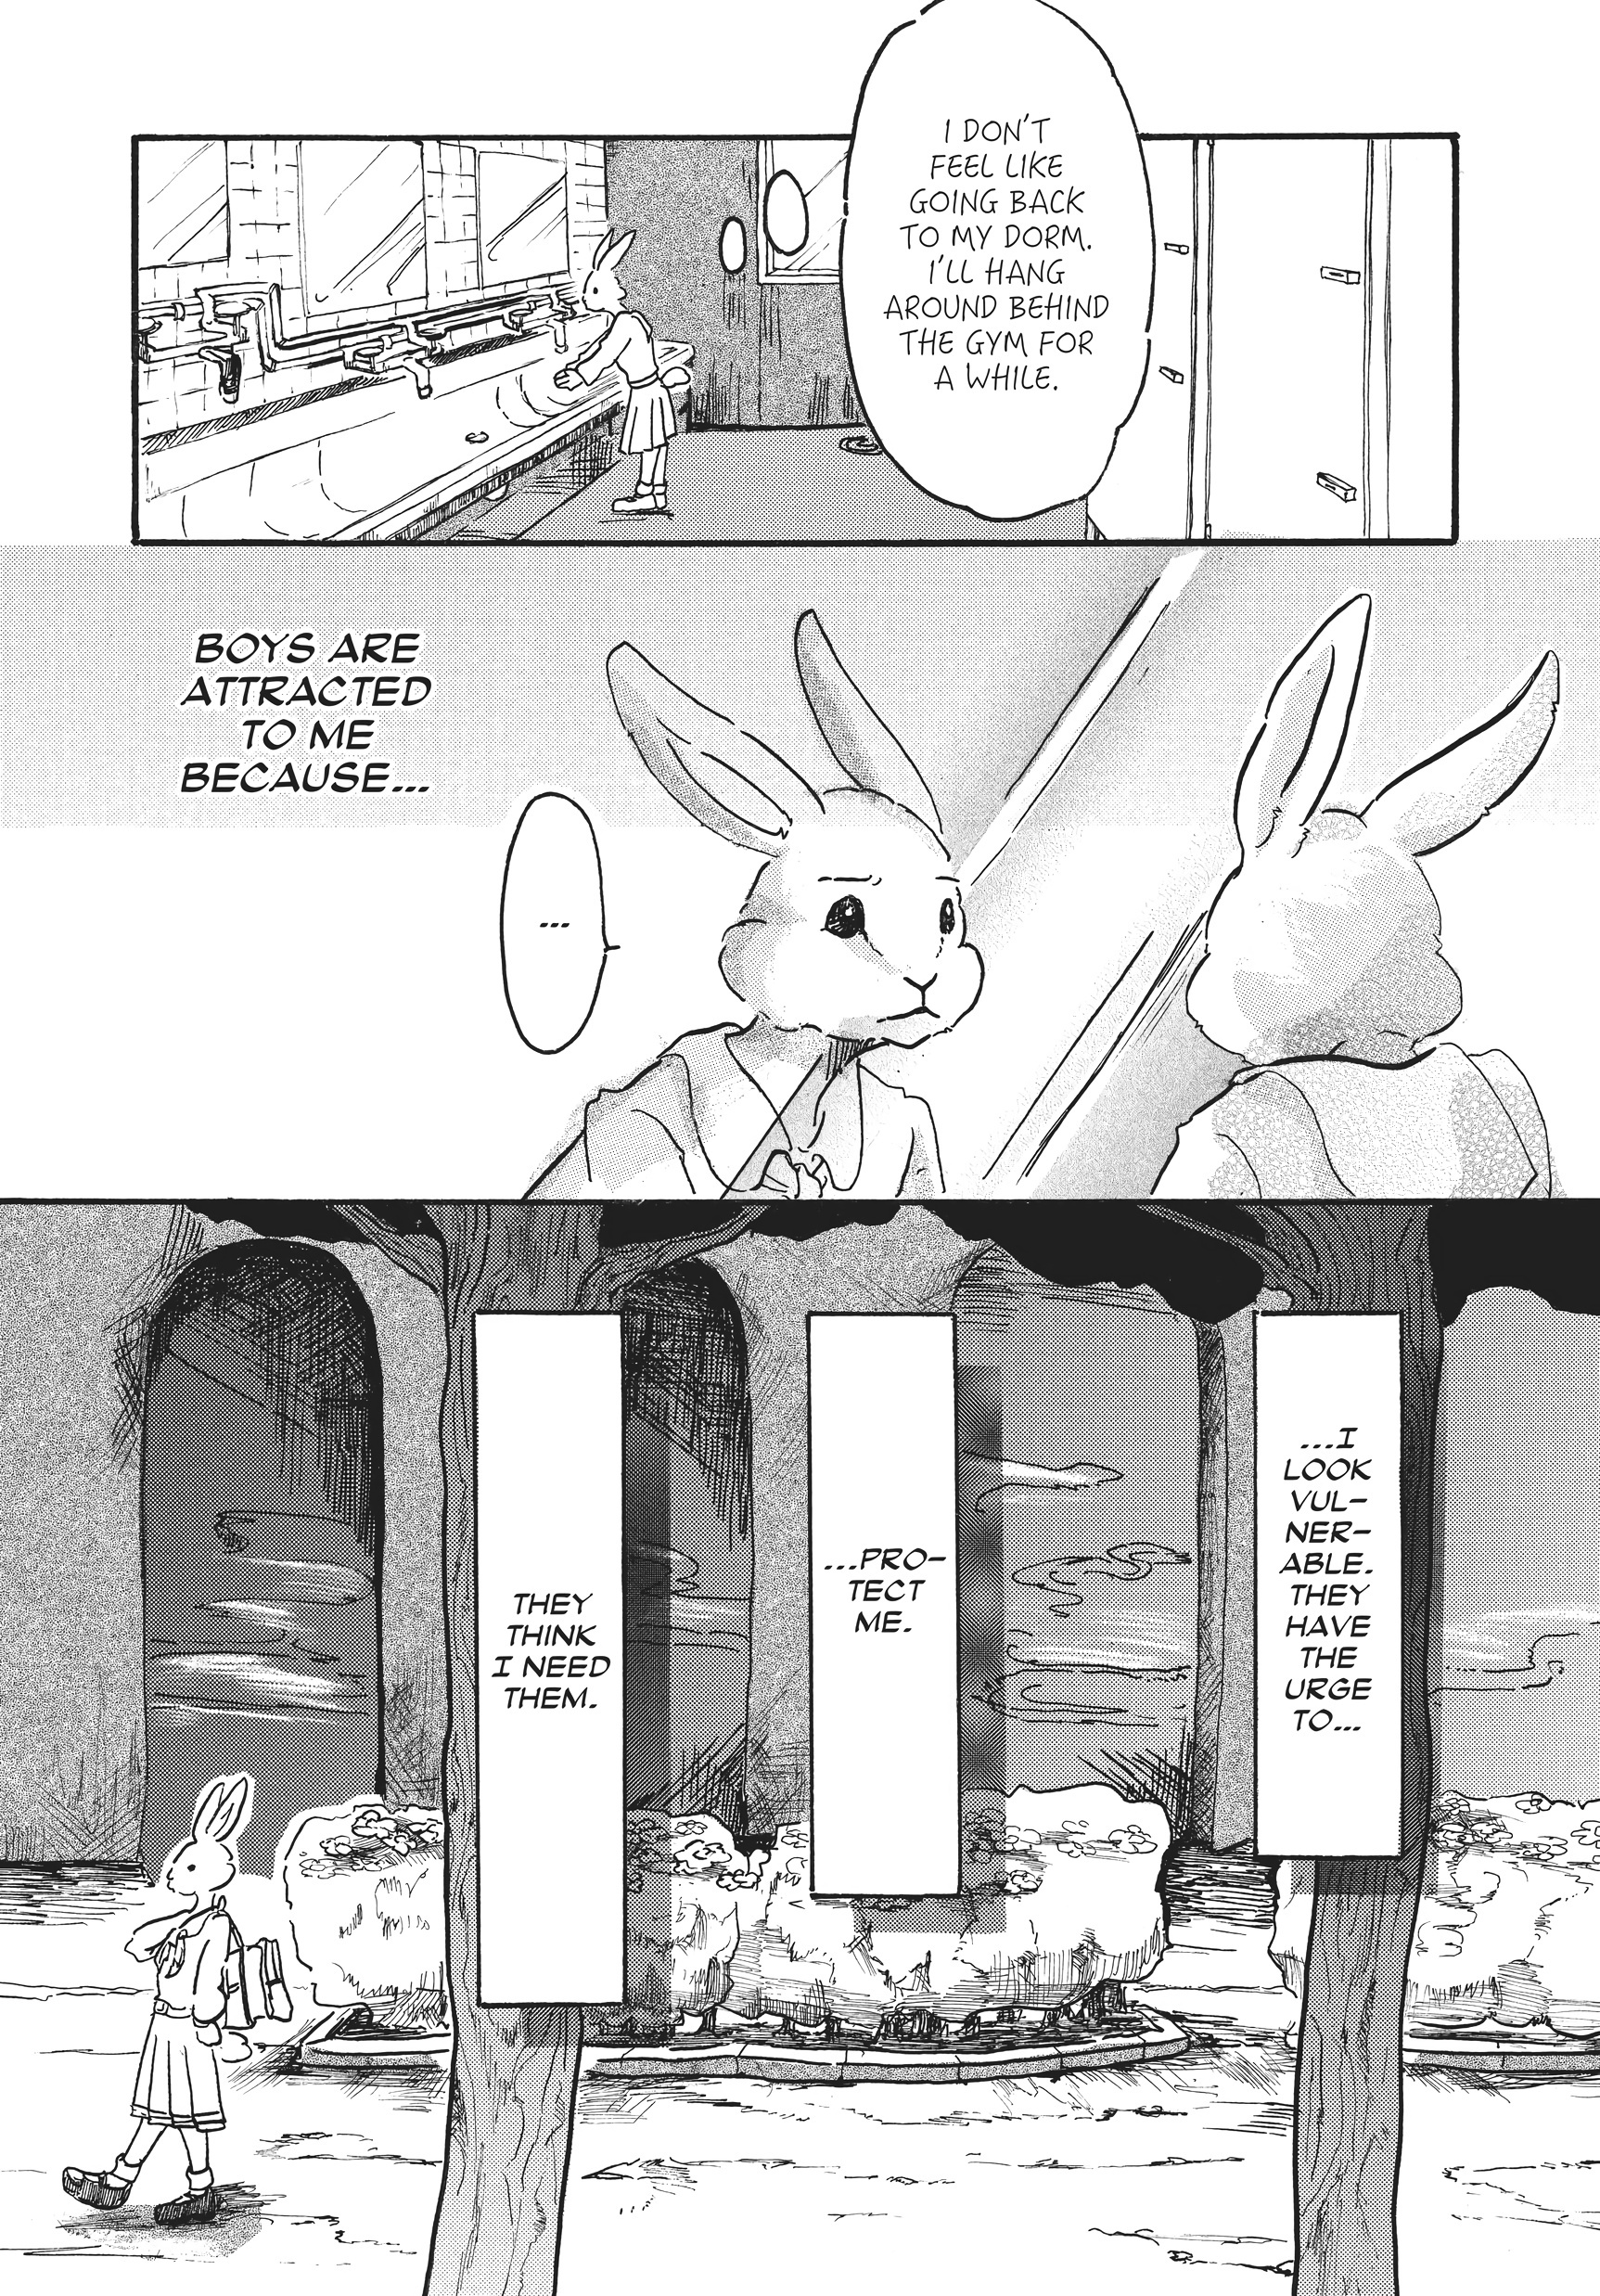 I DON'T
FEEL LIKE
GOING BACK
TO MY DORM.
I'LL HANG
AROUND BEHIND
THE GYM FOR
A WHILE.
BOYS ARE
ATTRACTED
TO ME
BECAUSE...
...
...I
LOOK
VUL-
NER-
ABLE.
THEY
HAVE
THE
URGE
TO...
...PRO-
TECT
ME.
THEY
THINK
I NEED
THEM.